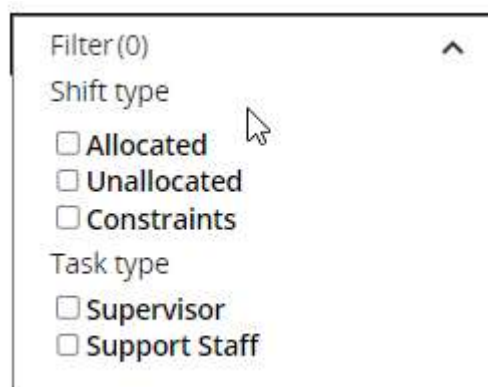 Filter (0)
Shift type
Allocated
Unallocated
Constraints
Task type
Supervisor
Support Staff